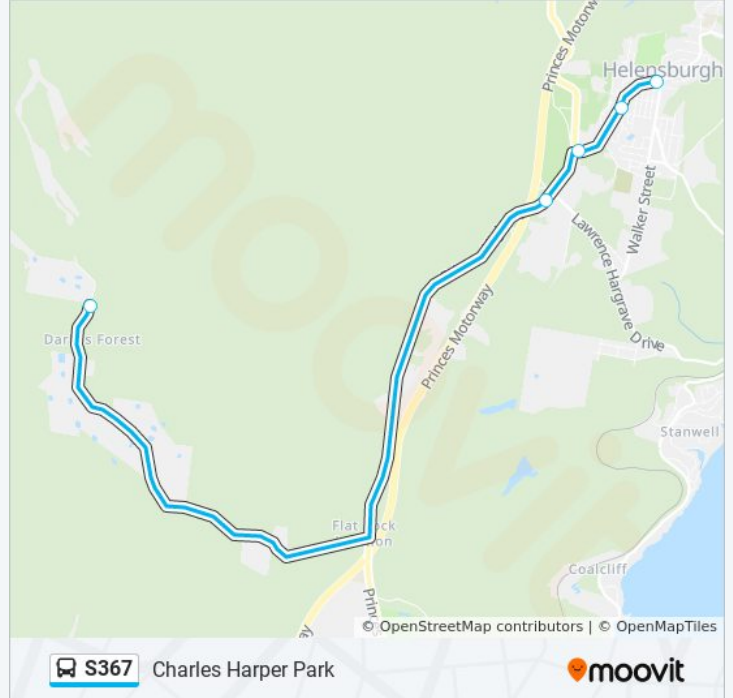 Princes Motorway
Helensburgh
Walker Street
Lawrence Hargrave Drive
Princes Motorway
Stanwell
Coalcliff
© OpenStreetMap contributors | © OpenMapTiles
S367 Charles Harper Park
moovit
moovit